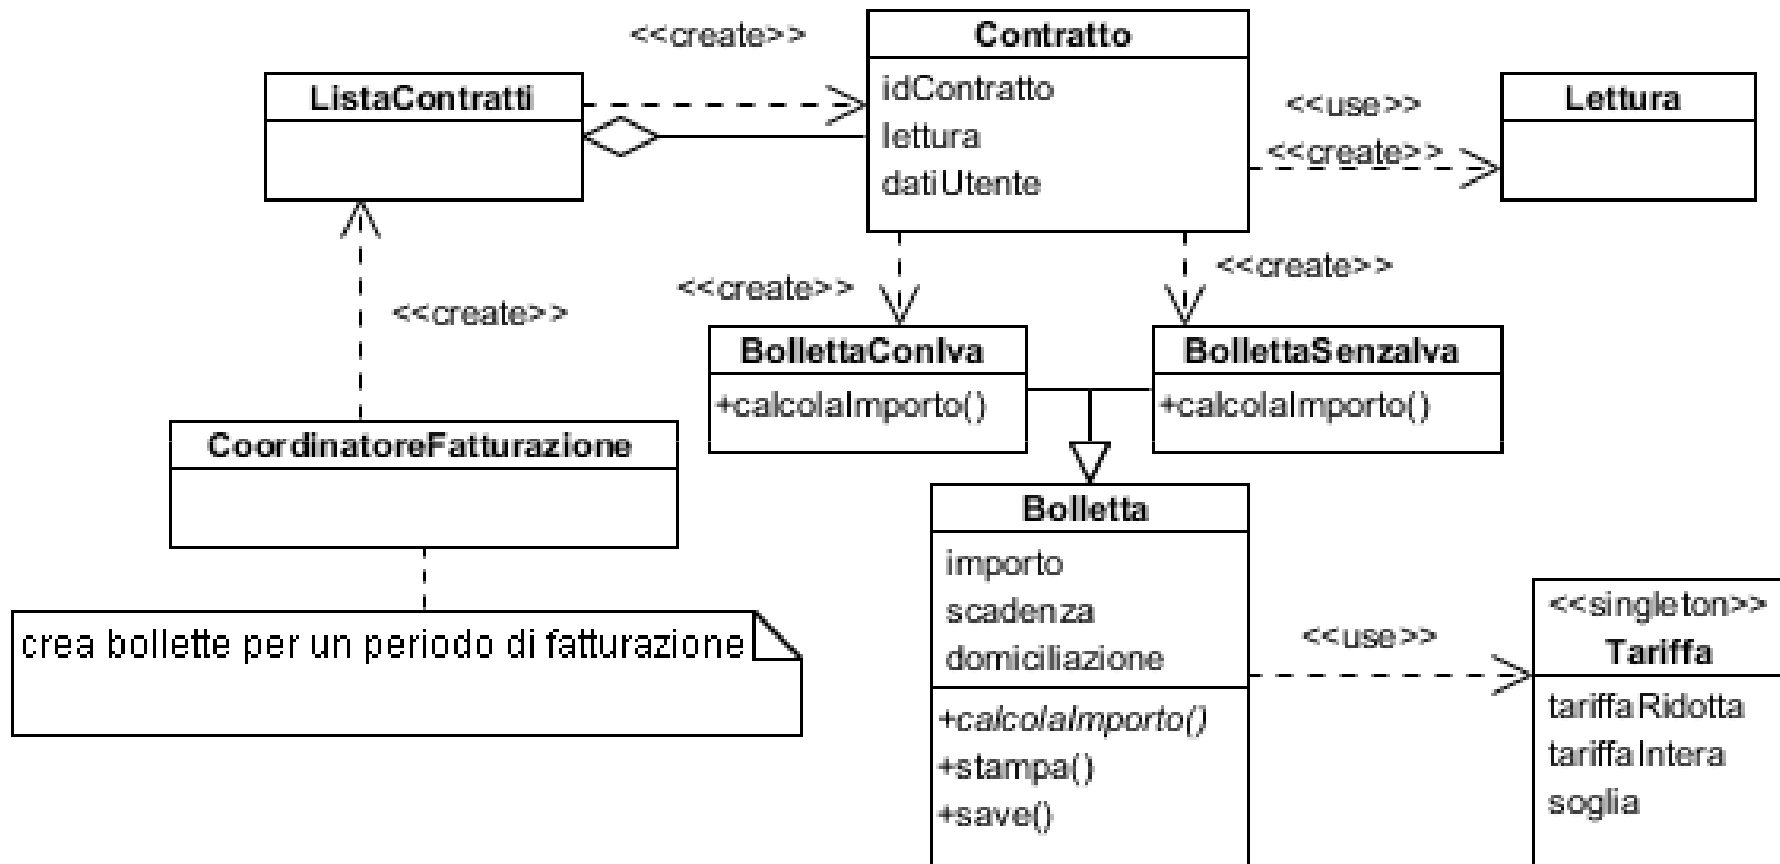 <<create>>
Contratto
idContratto
lettura
datiUtente
ListaContratti
<<use>>
<<create>>
Lettura
<<create>>
<<create>>
<<create>>
BollettaConIva
+calcolaImporto()
BollettaSenzaIva
+calcolaImporto()
CoordinatoreFatturazione
crea bollette per un periodo di fatturazione
Bolletta
importo
scadenza
domiciliazione
+calcolaImporto()
+stampa()
+save()
<<use>>
<<singleton>>
Tariffa
tariffaRidotta
tariffaIntera
soglia